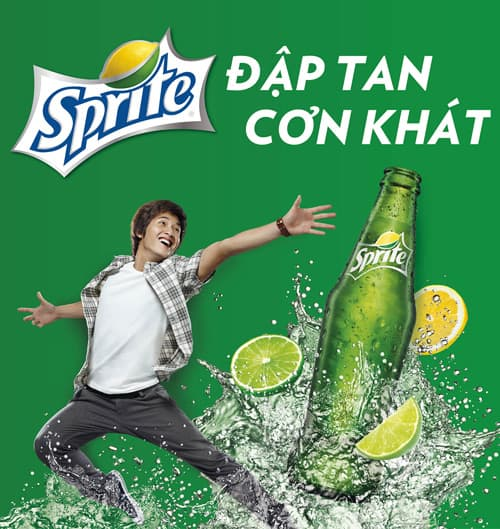 Sprite
ĐẬP TAN
CƠN KHÁT
Sprite